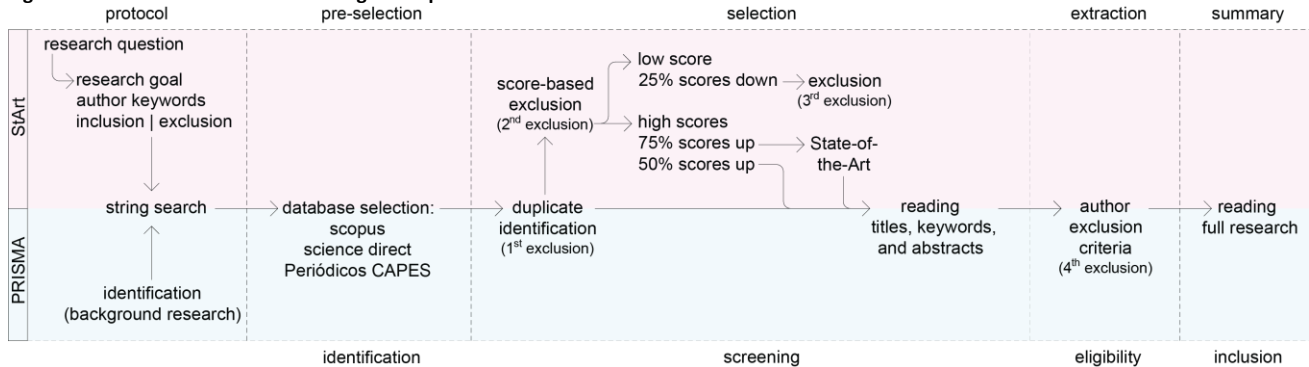 protocol
pre-selection
selection
extraction
summary
StArt
research question
research goal
author keywords
inclusion | exclusion
string search
score-based
exclusion
(2nd exclusion)
low score
25% scores down
exclusion
(3rd exclusion)
high scores
75% scores up
50% scores up
State-of-
the-Art
database selection:
scopus
science direct
Periódicos CAPES
duplicate
identification
(1st exclusion)
reading
titles, keywords,
and abstracts
author
exclusion
criteria
(4th exclusion)
reading
full research
PRISMA
identification
(background research)
identification
screening
eligibility
inclusion